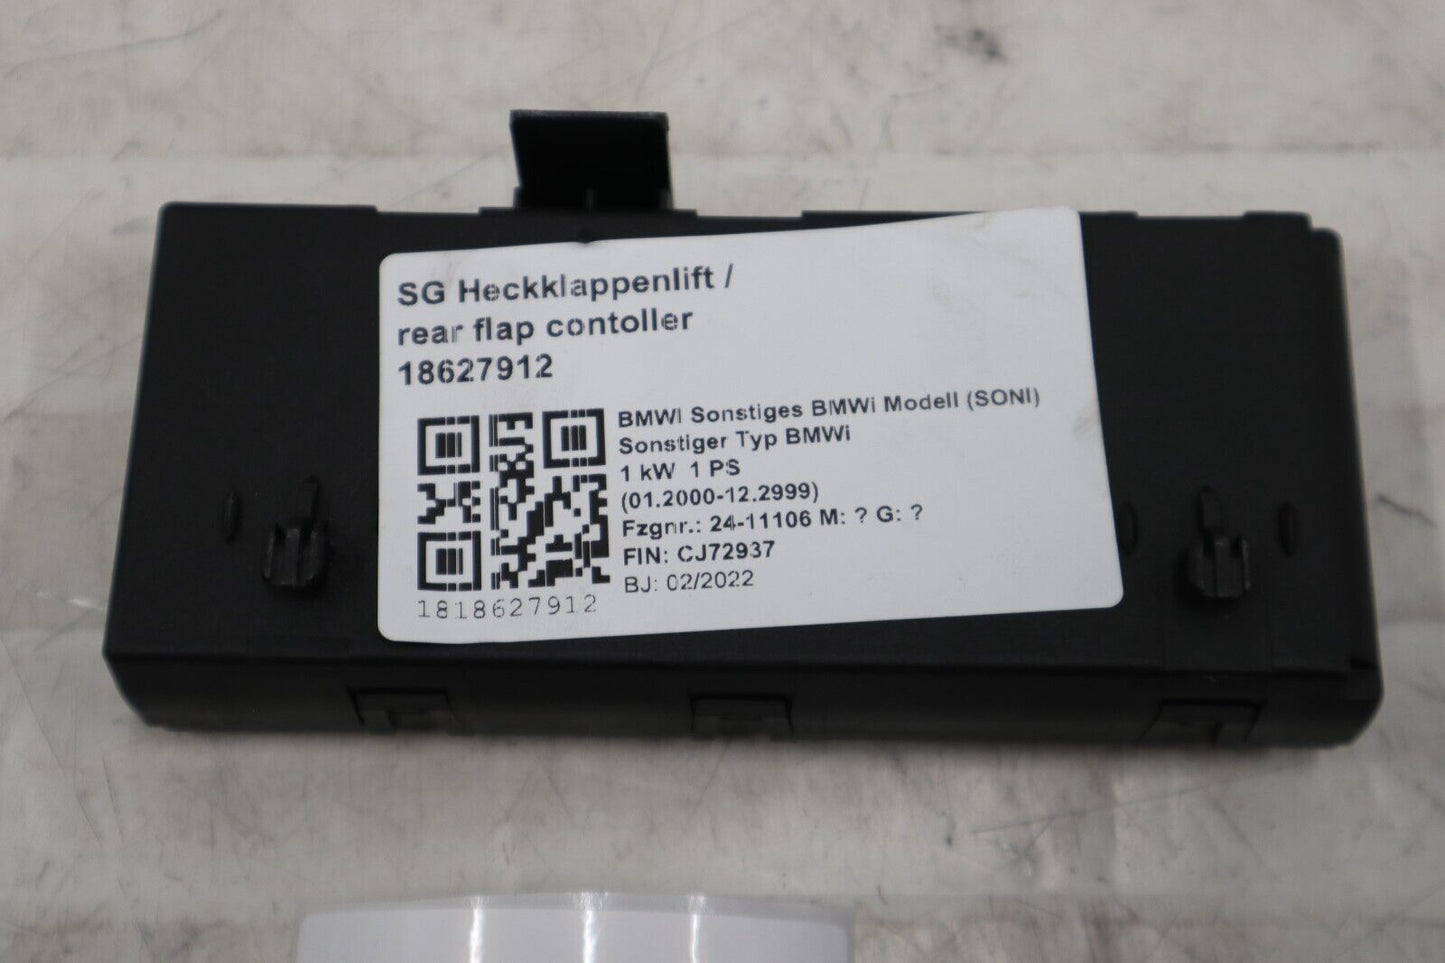 SG Heckklappenlift /
rear flap contoller
18627912
BMWI Sonstiges BMWi Modell (SONI)
Sonstiger Typ BMWi
1 kW 1 PS
(01.2000-12.2999)
Fzgnr.: 24-11106 M: ? G: ?
FIN: CJ72937
BJ: 02/2022
1818627912